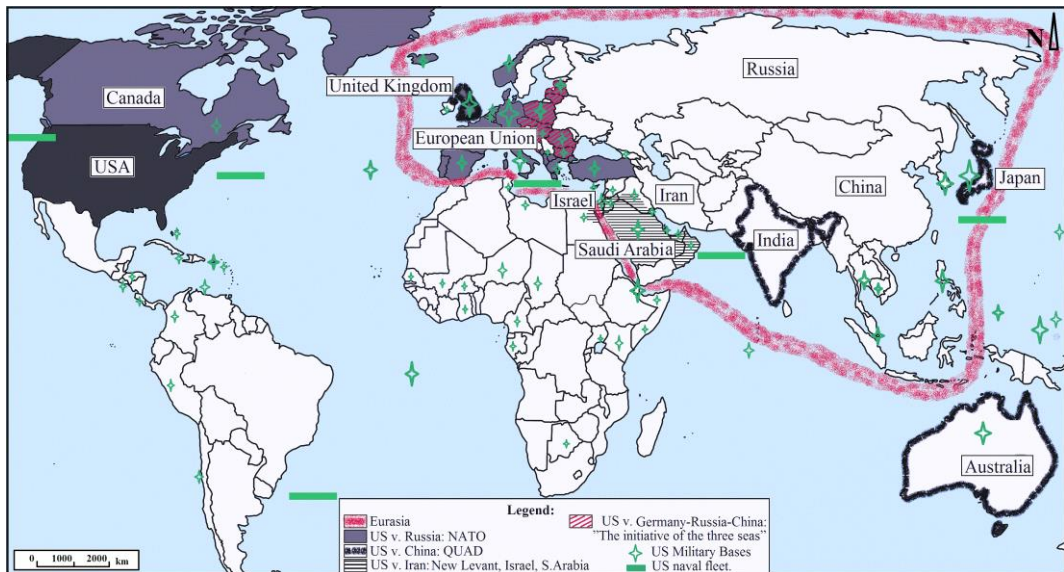 N
Russia
United Kingdom
Canada
European Union
USA
China
Japan
Iran
Israel
India
Saudi Arabia
Australia
Legend:
Eurasia
US v. Russia: NATO
US v. China: QUAD
US v. Iran: New Levant, Israel, S.Arabia
US v. Germany-Russia-China:
"The initiative of the three seas"
US Military Bases
US naval fleet.
0 1000 2000 km